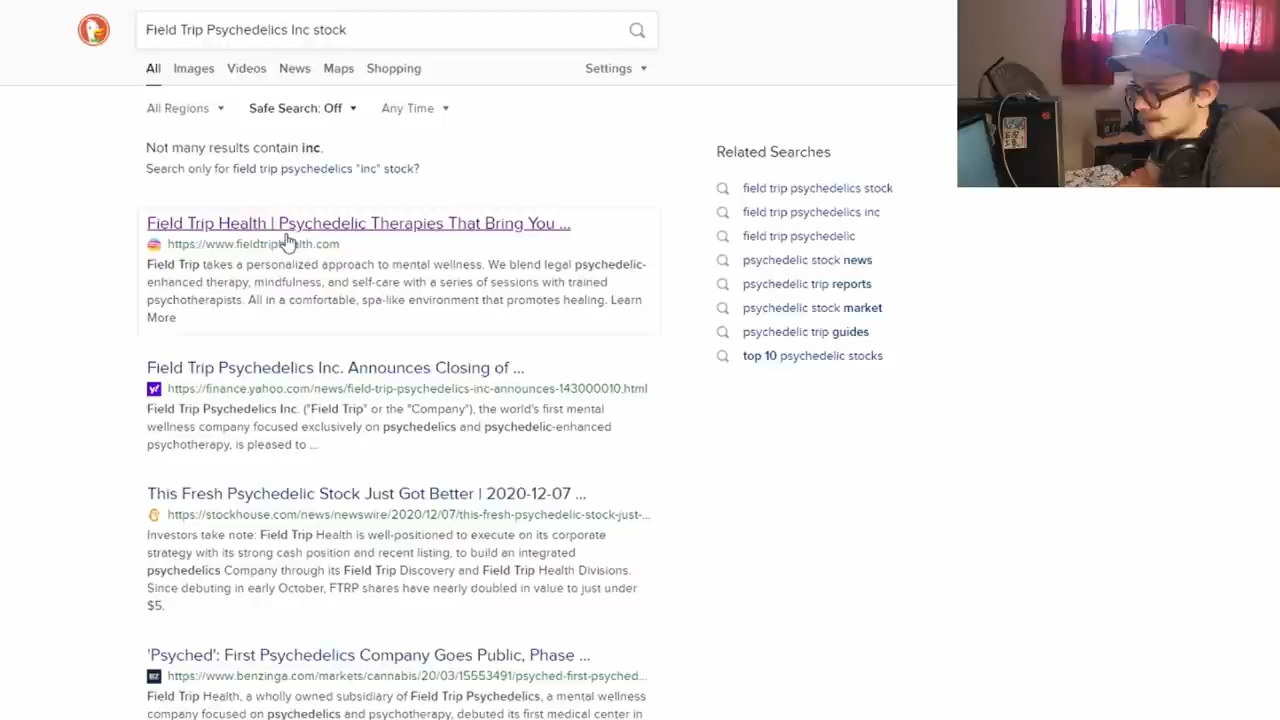 Field Trip Psychedelics Inc stock
All Images Videos News Maps Shopping Settings
All Regions Safe Search: Off Any Time
Not many results contain inc.
Search only for field trip psychedelics "inc" stock?
Field Trip Health | Psychedelic Therapies That Bring You ...
https://www.fieldtriphealth.com
Field Trip takes a personalized approach to mental wellness. We blend legal psychedelic-
enhanced therapy, mindfulness, and self-care with a series of sessions with trained
psychotherapists. All in a comfortable, spa-like environment that promotes healing. Learn
More
Field Trip Psychedelics Inc. Announces Closing of ...
https://finance.yahoo.com/news/field-trip-psychedelics-inc-announces-143000010.html
Field Trip Psychedelics Inc. ("Field Trip" or the "Company"), the world's first mental
wellness company focused exclusively on psychedelics and psychedelic-enhanced
psychotherapy, is pleased to ...
This Fresh Psychedelic Stock Just Got Better | 2020-12-07 ...
https://stockhouse.com/news/newswire/2020/12/07/this-fresh-psychedelic-stock-just-...
Investors take note: Field Trip Health is well-positioned to execute on its corporate
strategy with its strong cash position and recent listing, to build an integrated
psychedelics Company through its Field Trip Discovery and Field Trip Health Divisions.
Since debuting in early October, FTRP shares have nearly doubled in value to just under
$5.
'Psyched': First Psychedelics Company Goes Public, Phase ...
https://www.benzinga.com/markets/cannabis/20/03/15553491/psyched-first-psyched...
Field Trip Health, a wholly owned subsidiary of Field Trip Psychedelics, a mental wellness
company focused on psychedelics and psychotherapy, debuted its first medical center in
Related Searches
field trip psychedelics stock
field trip psychedelics inc
field trip psychedelic
psychedelic stock news
psychedelic trip reports
psychedelic stock market
psychedelic trip guides
top 10 psychedelic stocks